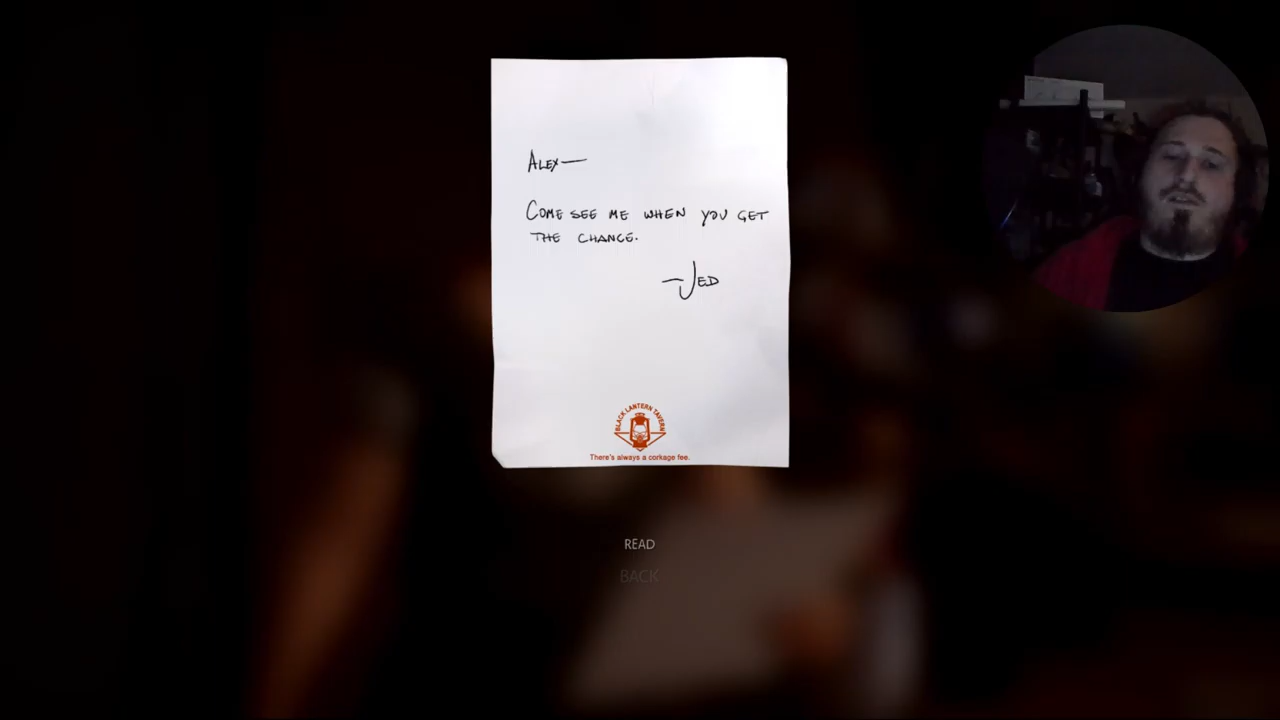 ALEX—
COME SEE ME WHEN YOU GET
THE CHANCE.
—JED
BLACK LANTERN TAVERN
There's always a corkage fee.
READ
BACK